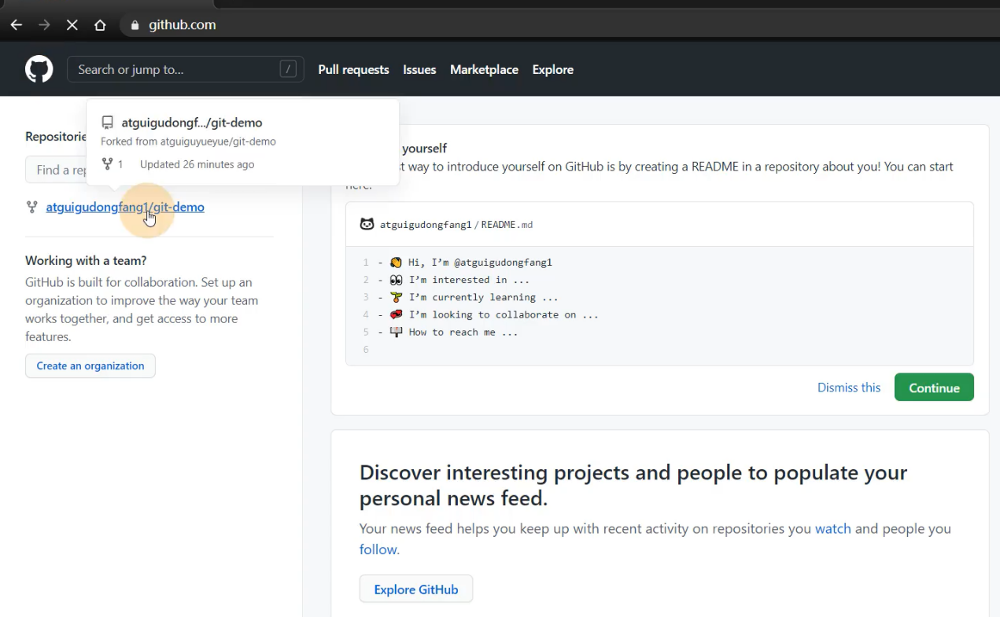 github.com
Search or jump to...
/
Pull requests
Issues
Marketplace
Explore
atguigudongf.../git-demo
Forked from atguiguyueyue/git-demo
1 Updated 26 minutes ago
Repositorie
Find a rep
atguigudongfang1/git-demo
Working with a team?
GitHub is built for collaboration. Set up an
organization to improve the way your team
works together, and get access to more
features.
Create an organization
yourself
way to introduce yourself on GitHub is by creating a README in a repository about you! You can start
here.
atguigudongfang1/README.md
1 - 👋 Hi, I’m @atguigudongfang1
2 - 👀 I’m interested in ...
3 - 🌱 I’m currently learning ...
4 - 💞️ I’m looking to collaborate on ...
5 - 📫 How to reach me ...
6
Dismiss this
Continue
Discover interesting projects and people to populate your
personal news feed.
Your news feed helps you keep up with recent activity on repositories you watch and people you
follow.
Explore GitHub